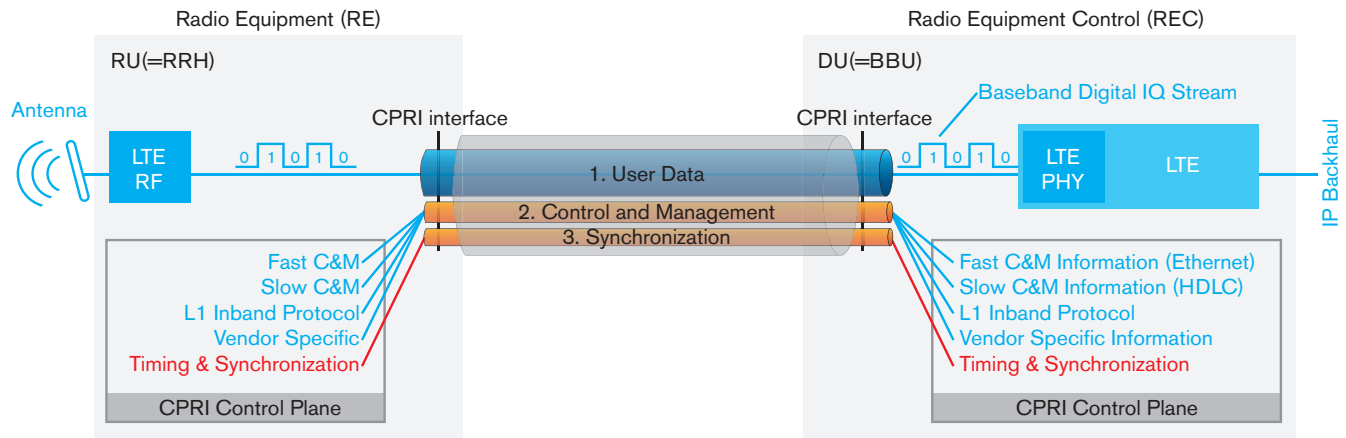 Radio Equipment (RE)
Radio Equipment Control (REC)
RU(=RRH)
DU(=BBU)
Baseband Digital IQ Stream
Antenna
CPRI interface
CPRI interface
LTE
RF
0 1 0 1 0
1. User Data
0 1 0 1 0
LTE
PHY
LTE
IP Backhaul
2. Control and Management
3. Synchronization
Fast C&M
Slow C&M
L1 Inband Protocol
Vendor Specific
Timing & Synchronization
CPRI Control Plane
Fast C&M Information (Ethernet)
Slow C&M Information (HDLC)
L1 Inband Protocol
Vendor Specific Information
Timing & Synchronization
CPRI Control Plane